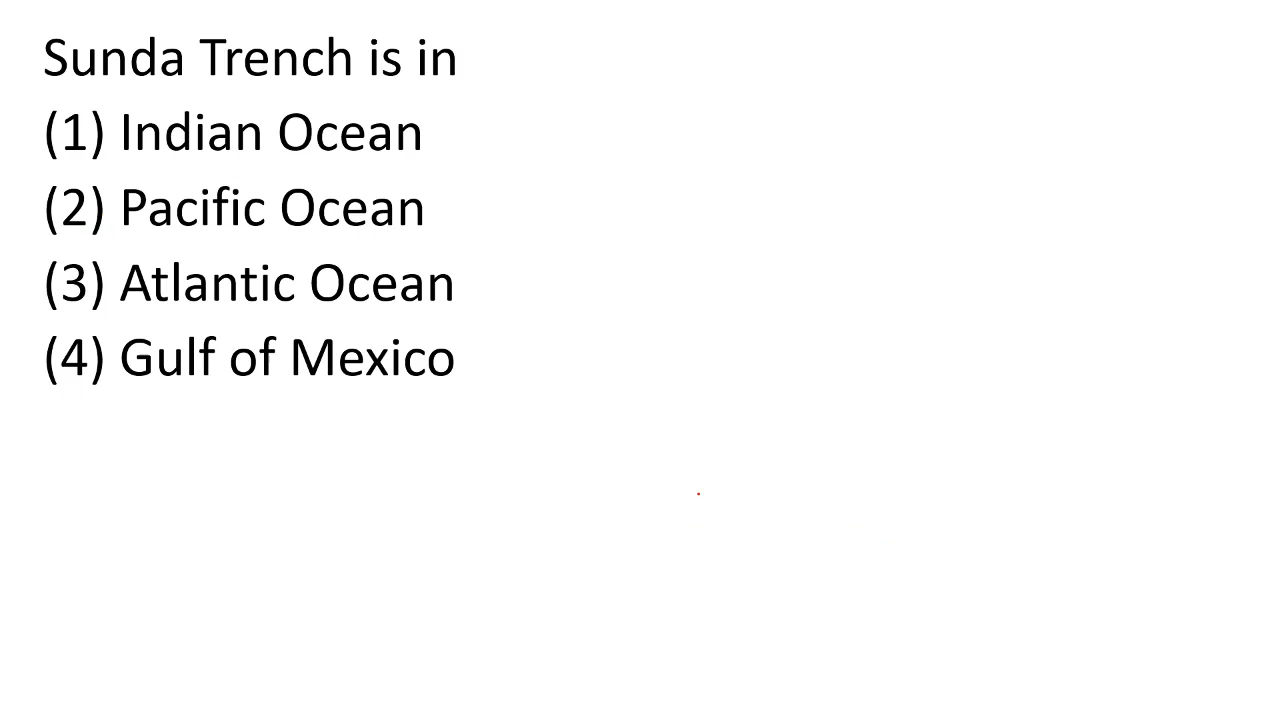 Sunda Trench is in
(1) Indian Ocean
(2) Pacific Ocean
(3) Atlantic Ocean
(4) Gulf of Mexico